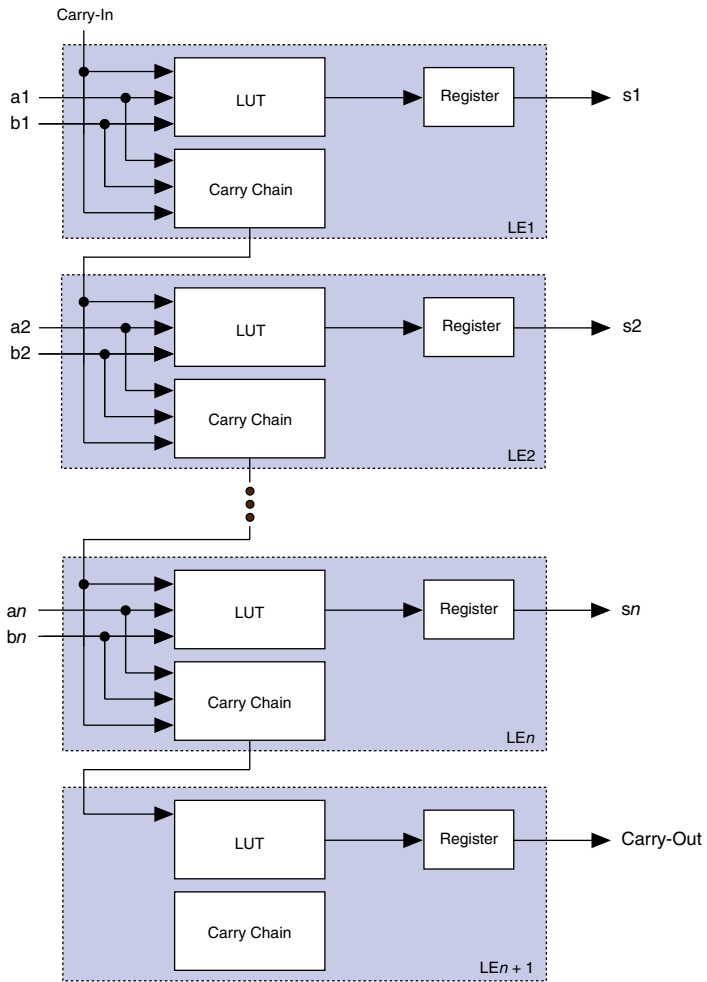 Carry-In
a1
b1
LUT
Register
s1
Carry Chain
LE1
a2
b2
LUT
Register
s2
Carry Chain
LE2
an
bn
LUT
Register
sn
Carry Chain
LEn
LUT
Register
Carry-Out
Carry Chain
LEn + 1